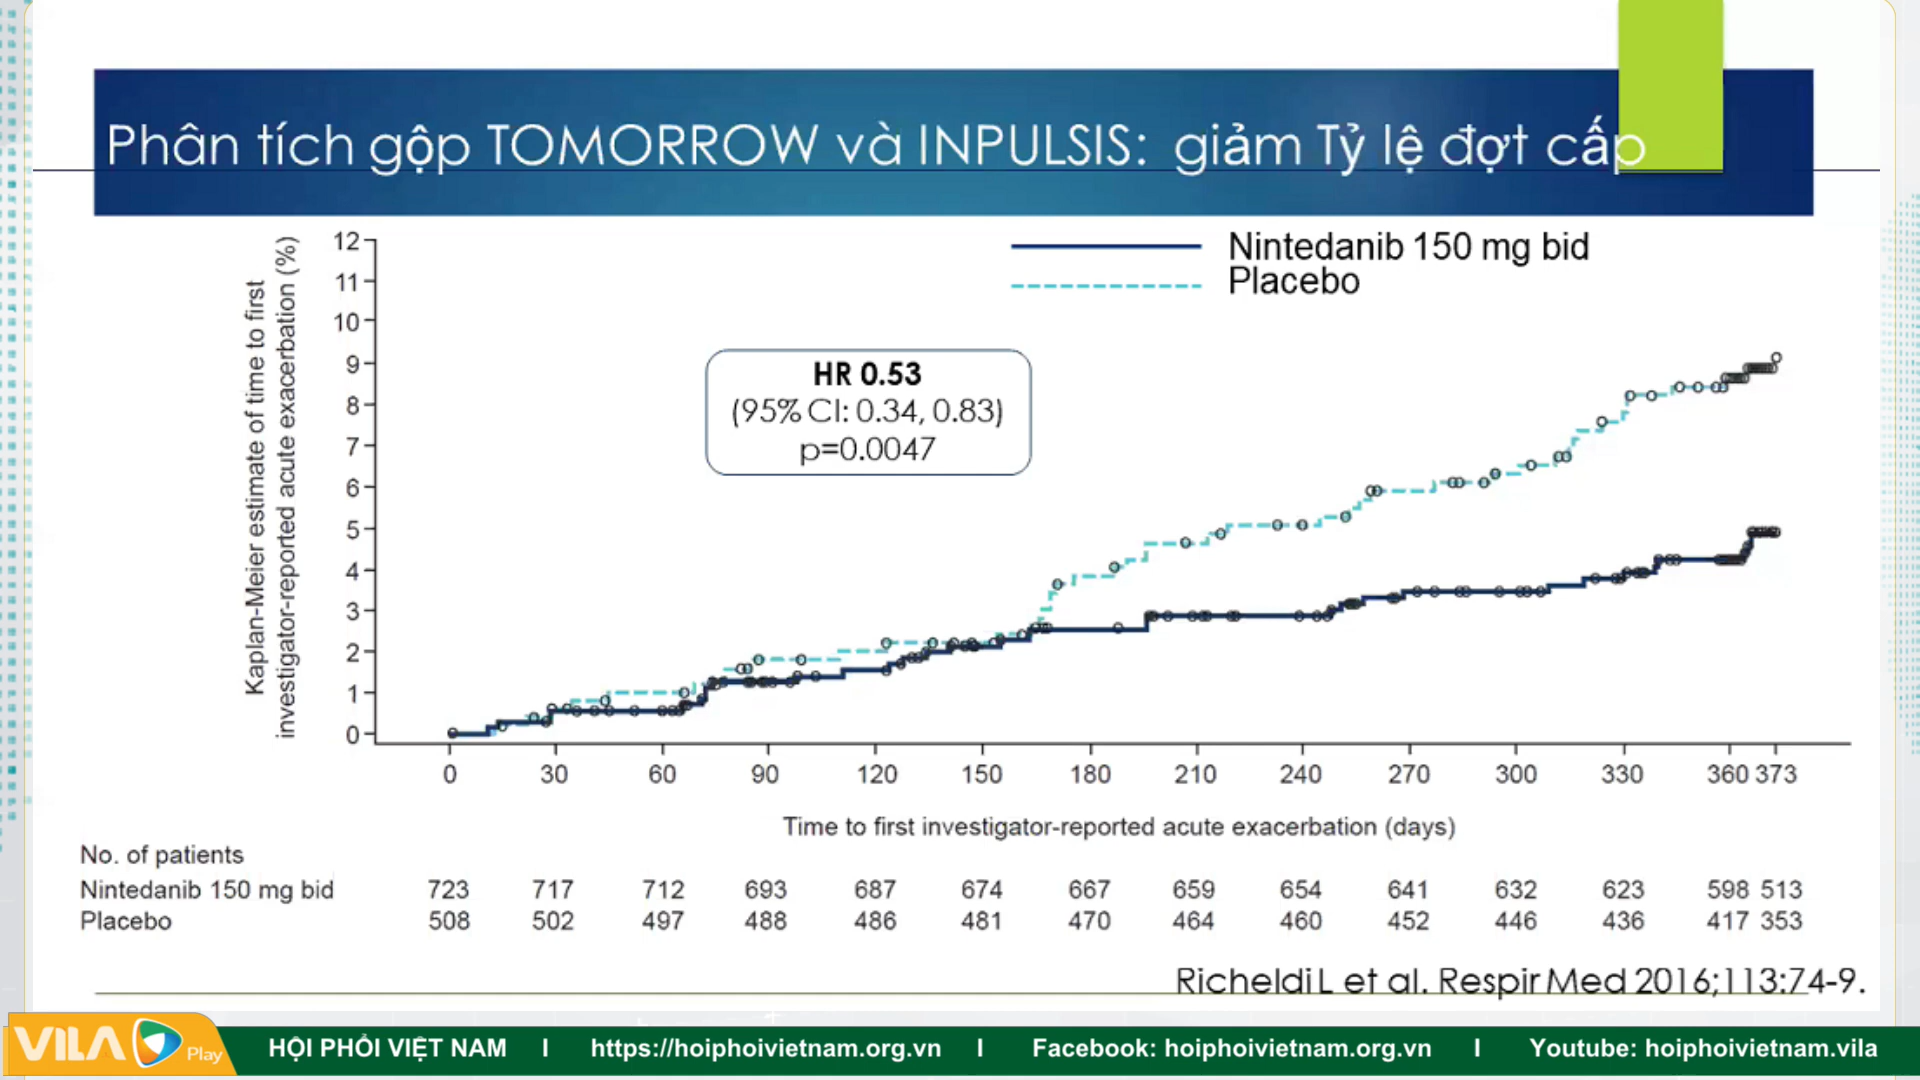 Phân tích gộp TOMORROW và INPULSIS: giảm Tỷ lệ đợt cấp
Nintedanib 150 mg bid
Placebo
Kaplan-Meier estimate of time to first
investigator-reported acute exacerbation (%)
12
11
10
9
8
7
6
5
4
3
2
1
0
HR 0.53
(95% CI: 0.34, 0.83)
p=0.0047
0 30 60 90 120 150 180 210 240 270 300 330 360 373
Time to first investigator-reported acute exacerbation (days)
No. of patients
Nintedanib 150 mg bid 723 717 712 693 687 674 667 659 654 641 632 623 598 513
Placebo 508 502 497 488 486 481 470 464 460 452 446 436 417 353
Richeldi L et al. Respir Med 2016;113:74-9.
VILA Play
HỘI PHỔI VIỆT NAM I https://hoiphoivietnam.org.vn I Facebook: hoiphoivietnam.org.vn I Youtube: hoiphoivietnam.vila